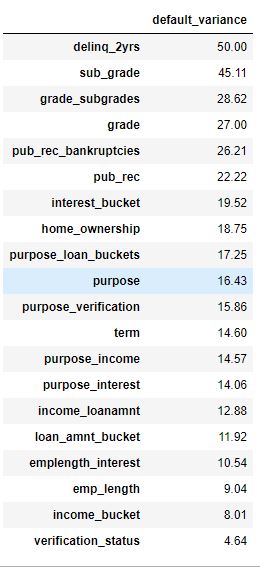 default_variance
delinq_2yrs 50.00
sub_grade 45.11
grade_subgrades 28.62
grade 27.00
pub_rec_bankruptcies 26.21
pub_rec 22.22
interest_bucket 19.52
home_ownership 18.75
purpose_loan_buckets 17.25
purpose 16.43
purpose_verification 15.86
term 14.60
purpose_income 14.57
purpose_interest 14.06
income_loanamnt 12.88
loan_amnt_bucket 11.92
emplength_interest 10.54
emp_length 9.04
income_bucket 8.01
verification_status 4.64